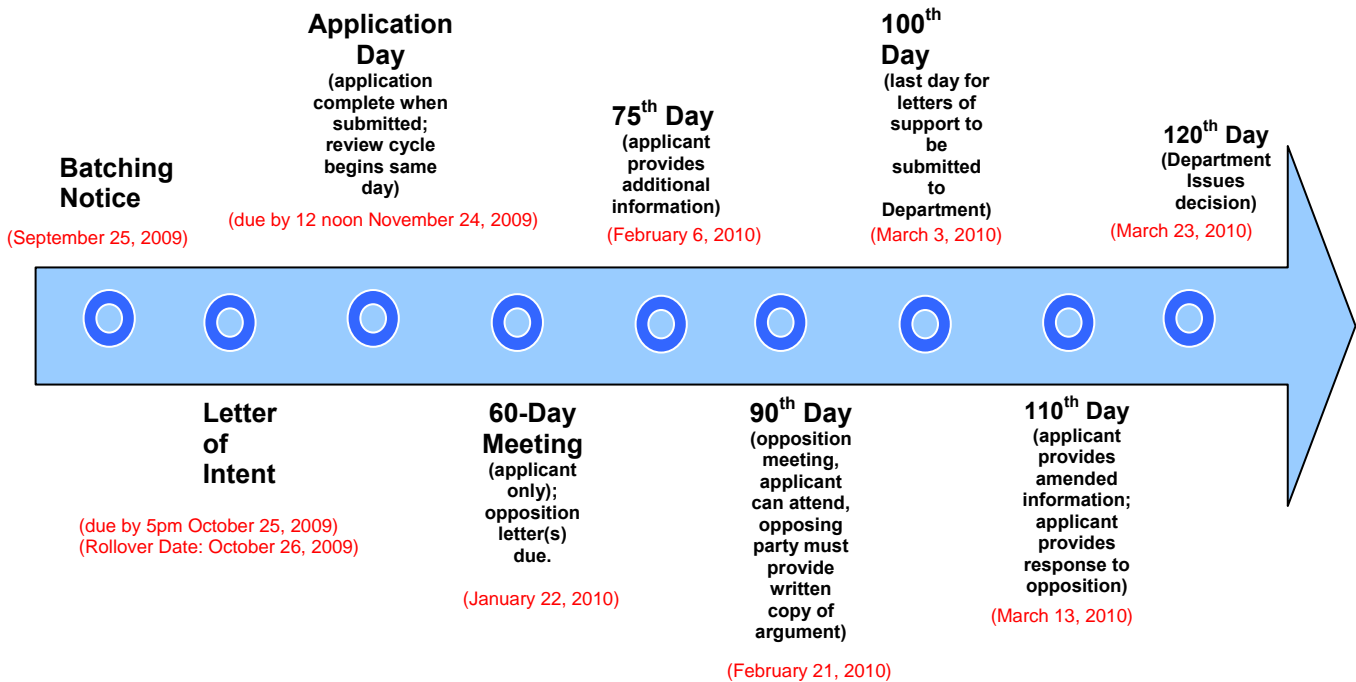 Batching
Notice
(September 25, 2009)
Letter
of
Intent
(due by 5pm October 25, 2009)
(Rollover Date: October 26, 2009)
Application
Day
(application
complete when
submitted;
review cycle
begins same
day)
(due by 12 noon November 24, 2009)
60-Day
Meeting
(applicant
only);
opposition
letter(s)
due.
(January 22, 2010)
75th Day
(applicant
provides
additional
information)
(February 6, 2010)
90th Day
(opposition
meeting,
applicant
can attend,
opposing
party must
provide
written
copy of
argument)
(February 21, 2010)
100th
Day
(last day for
letters of
support to
be
submitted
to
Department)
(March 3, 2010)
110th Day
(applicant
provides
amended
information;
applicant
provides
response to
opposition)
(March 13, 2010)
120th Day
(Department
Issues
decision)
(March 23, 2010)